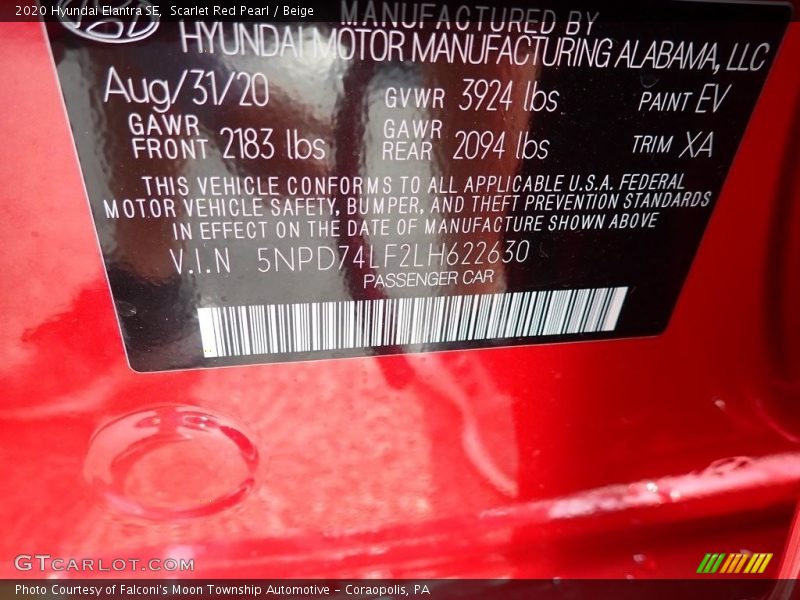 2020 Hyundai Elantra SE, Scarlet Red Pearl / Beige
MANUFACTURED BY
HYUNDAI MOTOR MANUFACTURING ALABAMA, LLC
Aug/31/20 GVWR 3924 lbs PAINT EV
GAWR FRONT 2183 lbs GAWR REAR 2094 lbs TRIM XA
THIS VEHICLE CONFORMS TO ALL APPLICABLE U.S.A. FEDERAL
MOTOR VEHICLE SAFETY, BUMPER, AND THEFT PREVENTION STANDARDS
IN EFFECT ON THE DATE OF MANUFACTURE SHOWN ABOVE
V.I.N 5NPD74LF2LH622630
PASSENGER CAR
GTCARLOT.COM
Photo Courtesy of Falconi's Moon Township Automotive - Coraopolis, PA